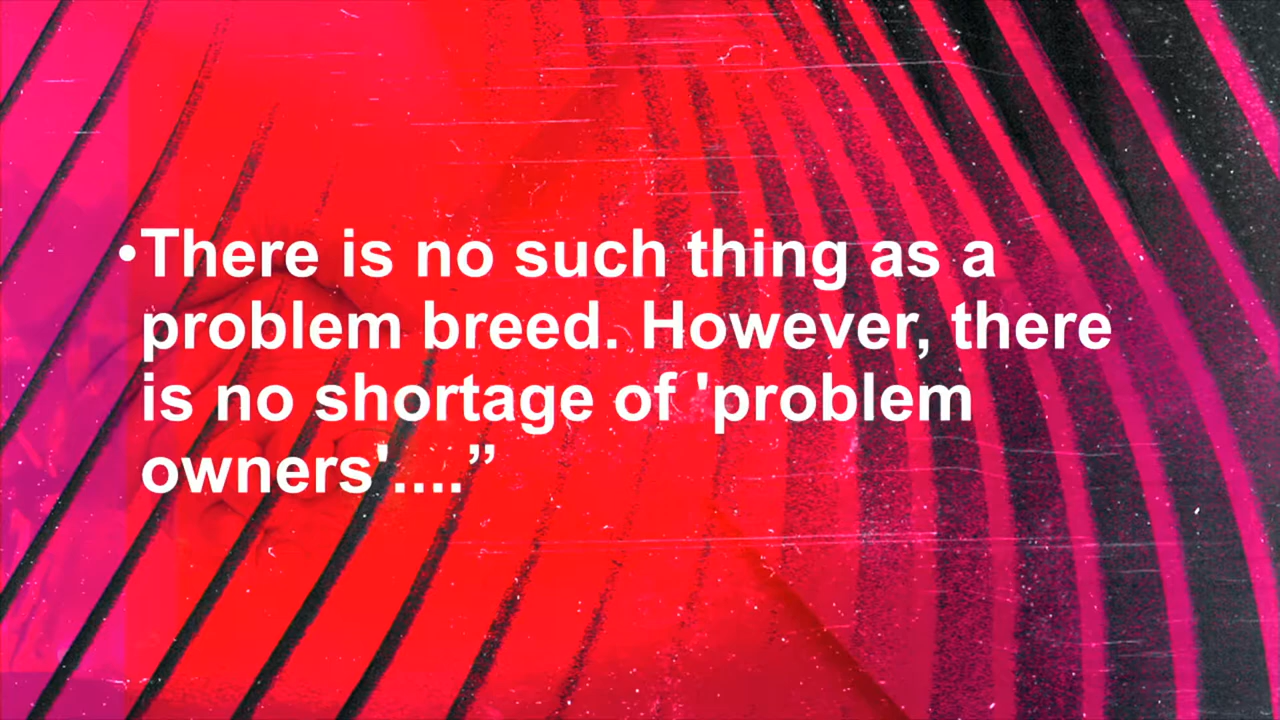 •There is no such thing as a
problem breed. However, there
is no shortage of 'problem
owners'....”